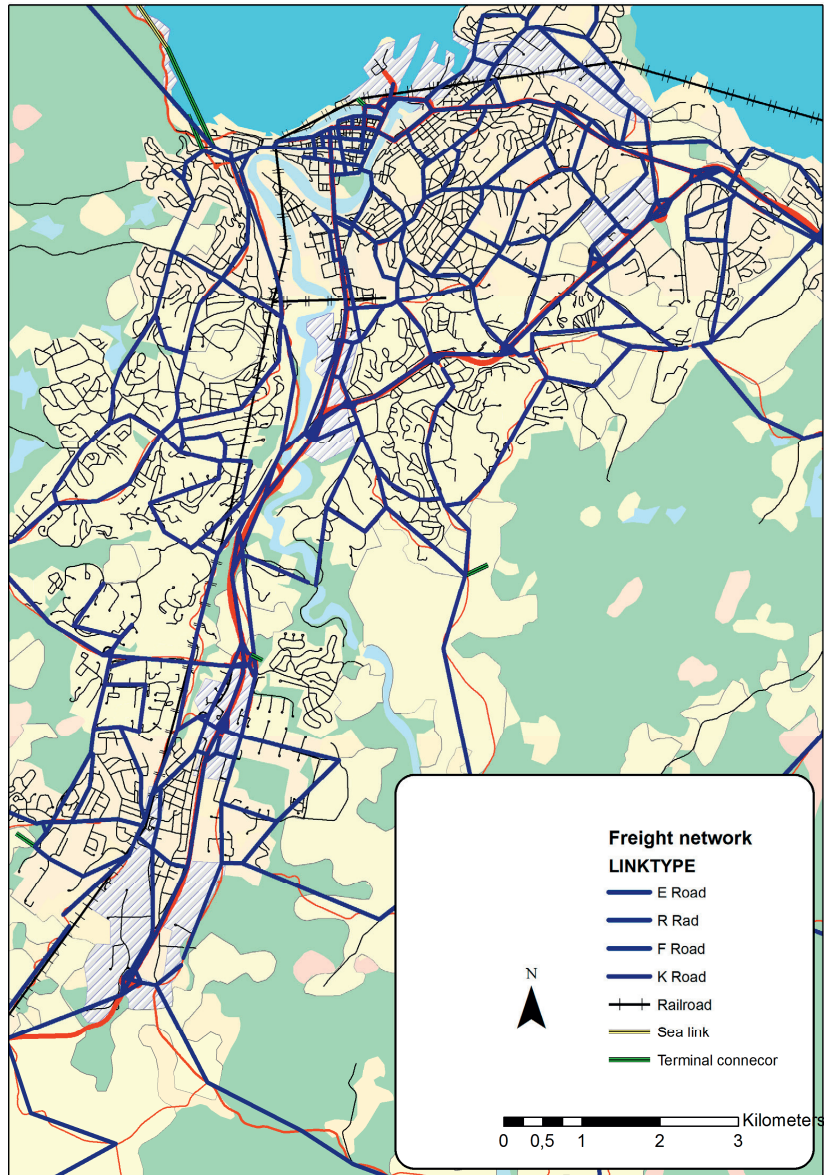 Freight network
LINKTYPE
E Road
R Rad
F Road
K Road
Railroad
Sea link
Terminal connecor
N
Kilometers
0 0,5 1 2 3